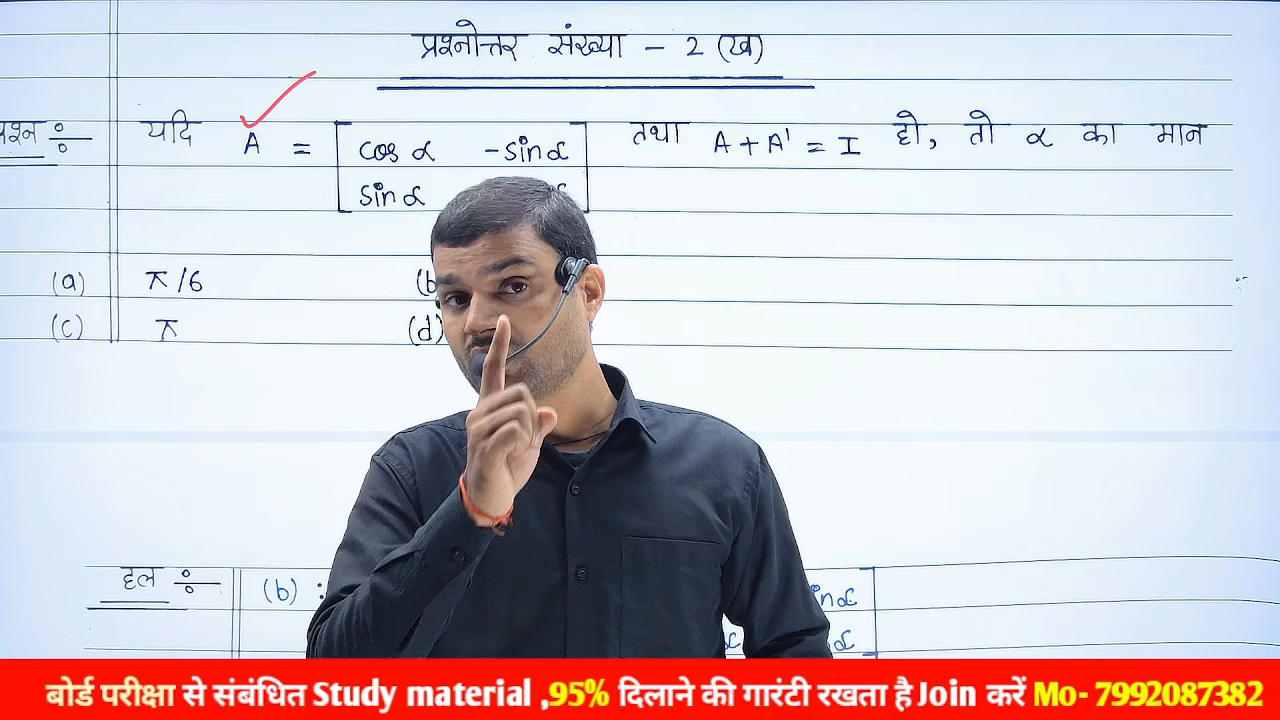 प्रश्नोत्तर संख्या - 2 (ख)
प्रश्न ÷ यदि A = [ cos α -sin α तथा A + A' = I हो, तो α का मान
sin α
(a) π/6 (b
(c) π (d)
हल ÷ (b) : inα
α α
बोर्ड परीक्षा से संबंधित Study material ,95% दिलाने की गारंटी रखता है Join करें Mo- 7992087382